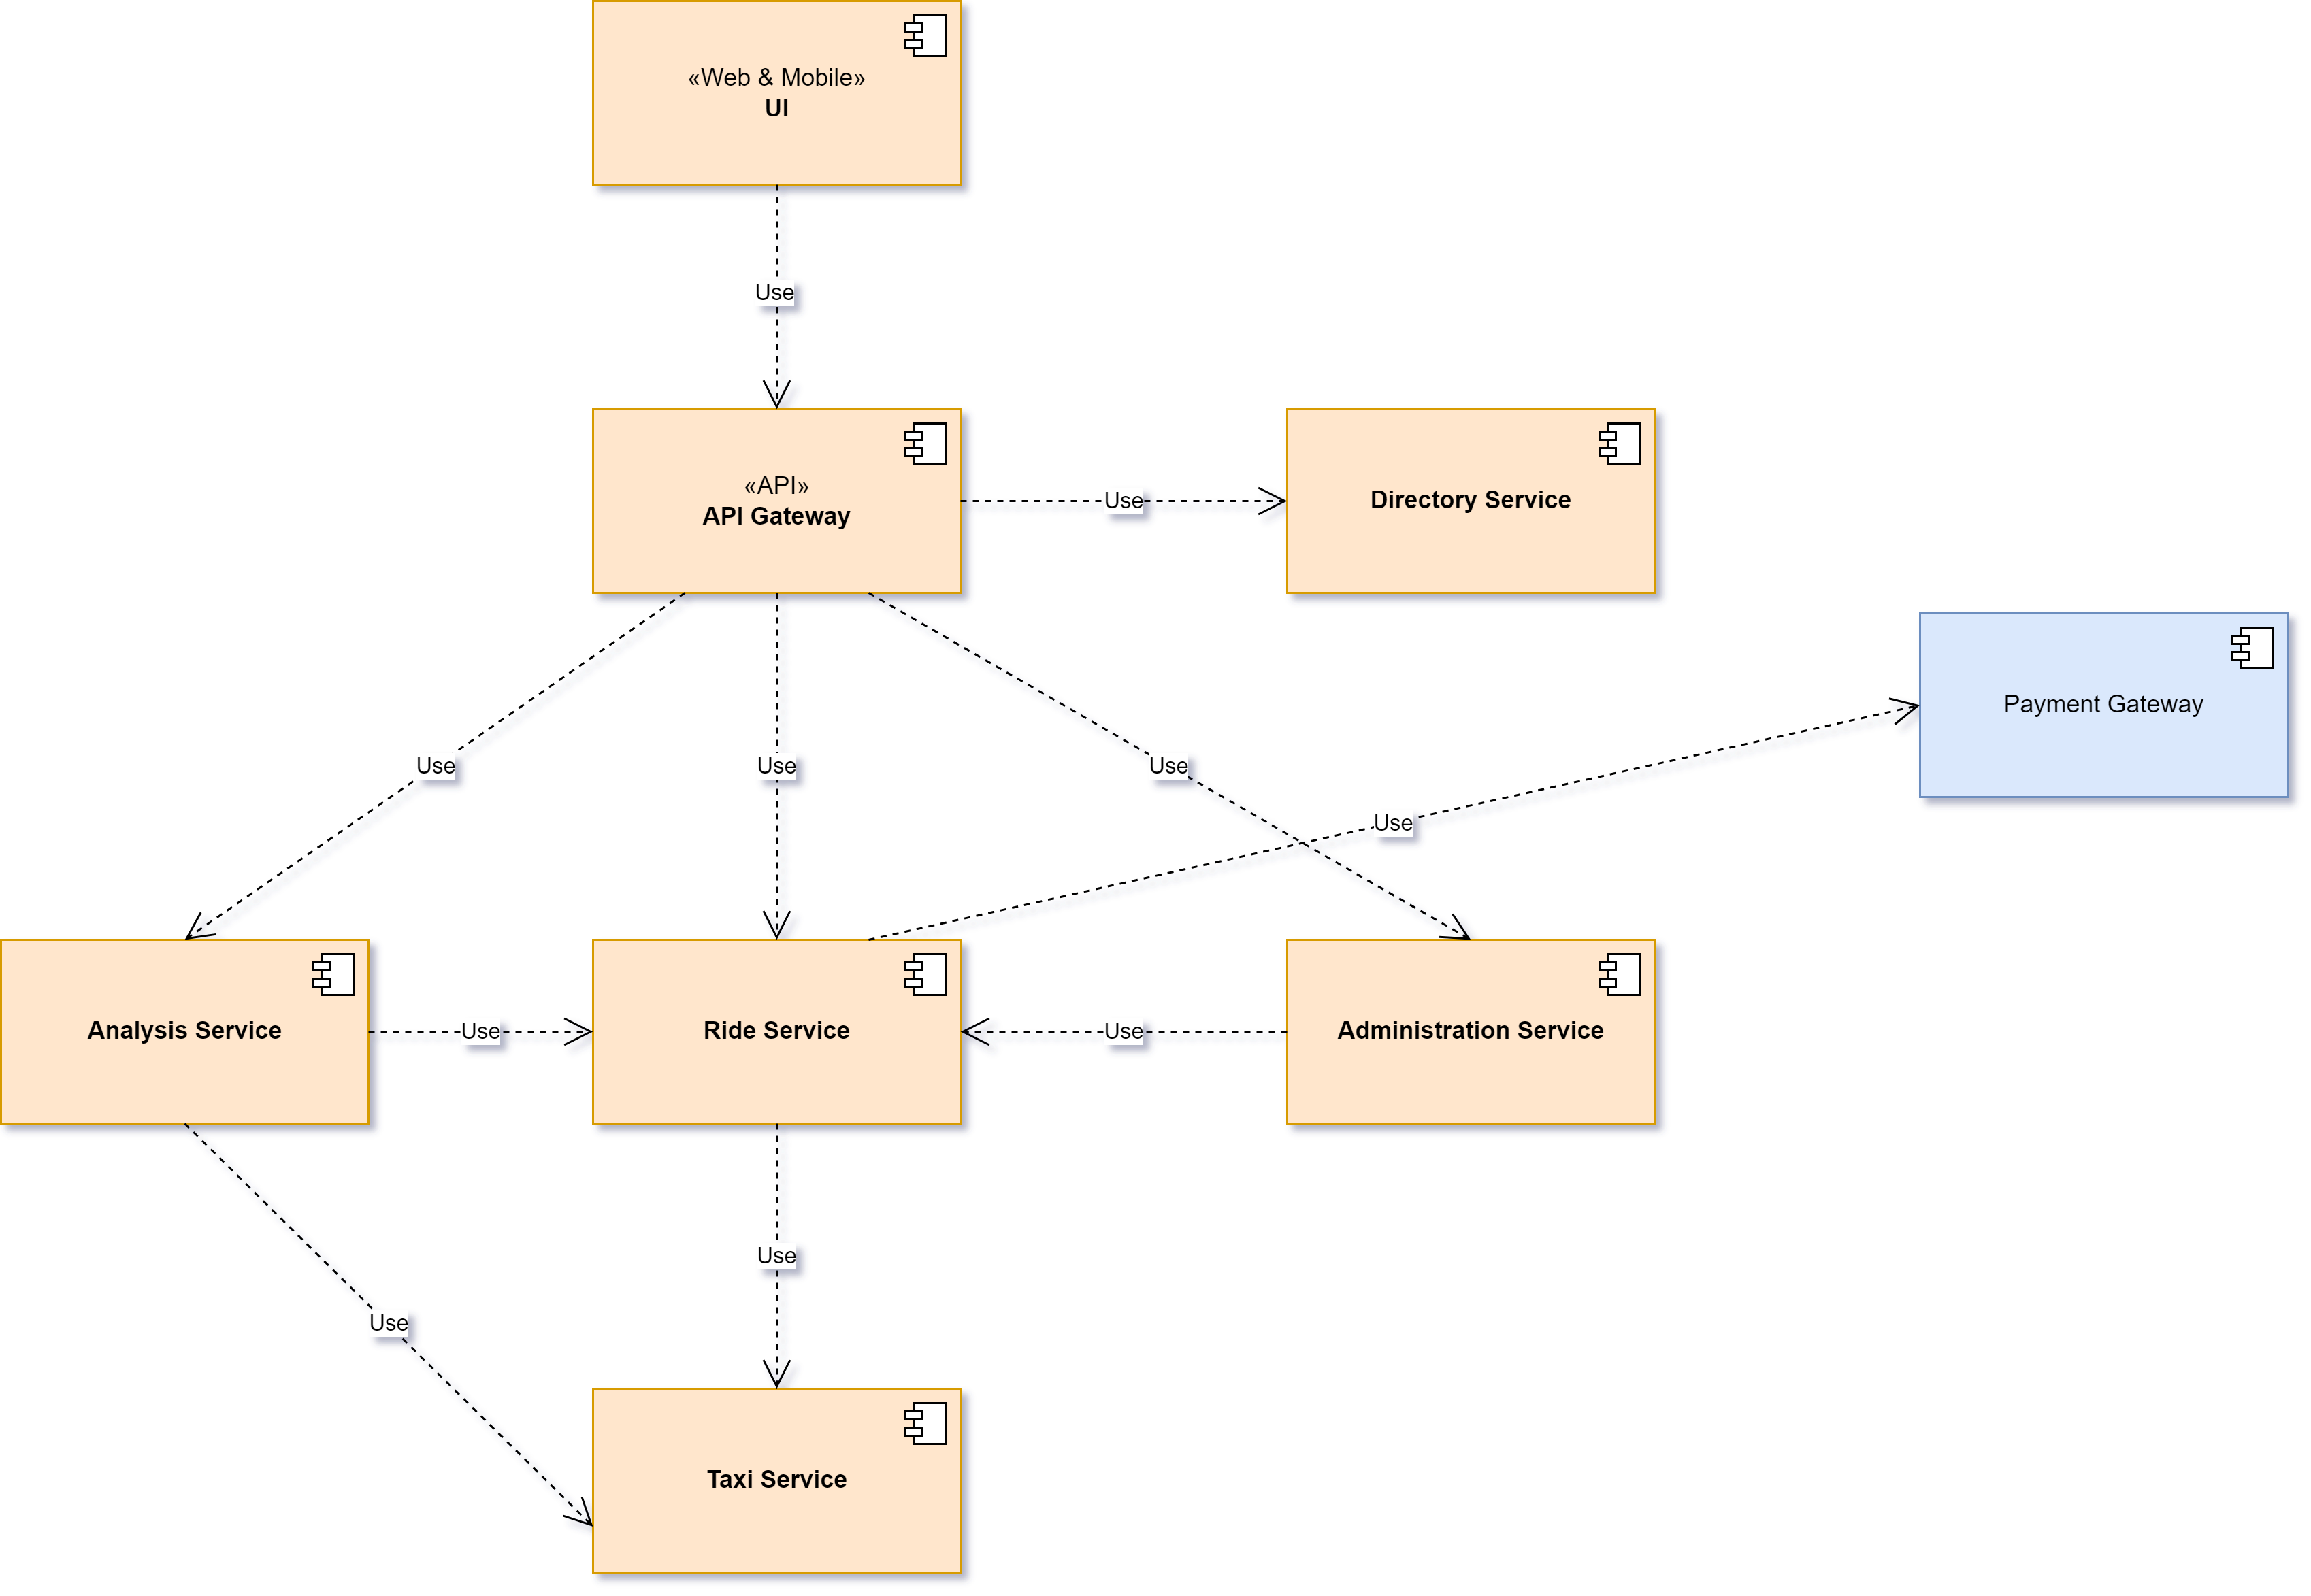 «Web & Mobile»
UI
Use
«API»
API Gateway
Use
Directory Service
Payment Gateway
Use
Use
Use
Use
Analysis Service
Use
Ride Service
Use
Administration Service
Use
Use
Taxi Service